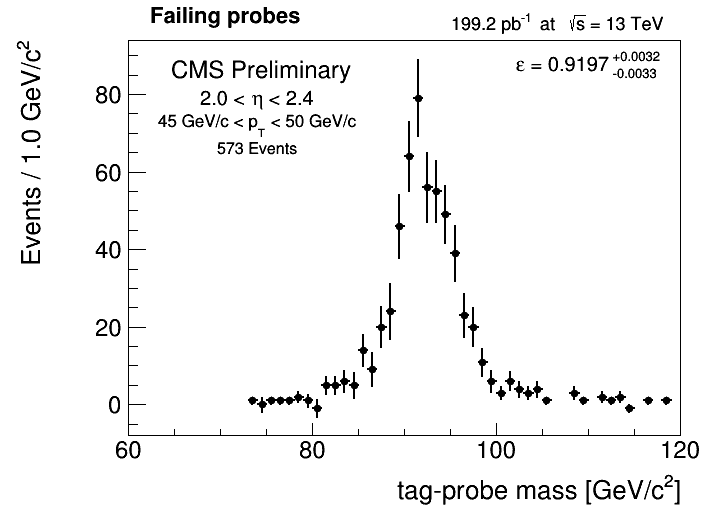 Failing probes
199.2 pb⁻¹ at √s = 13 TeV
CMS Preliminary
2.0 < η < 2.4
45 GeV/c < p_T < 50 GeV/c
573 Events
ε = 0.9197 +0.0032 -0.0033
Events / 1.0 GeV/c²
80
60
40
20
0
60 80 100 120
tag-probe mass [GeV/c²]